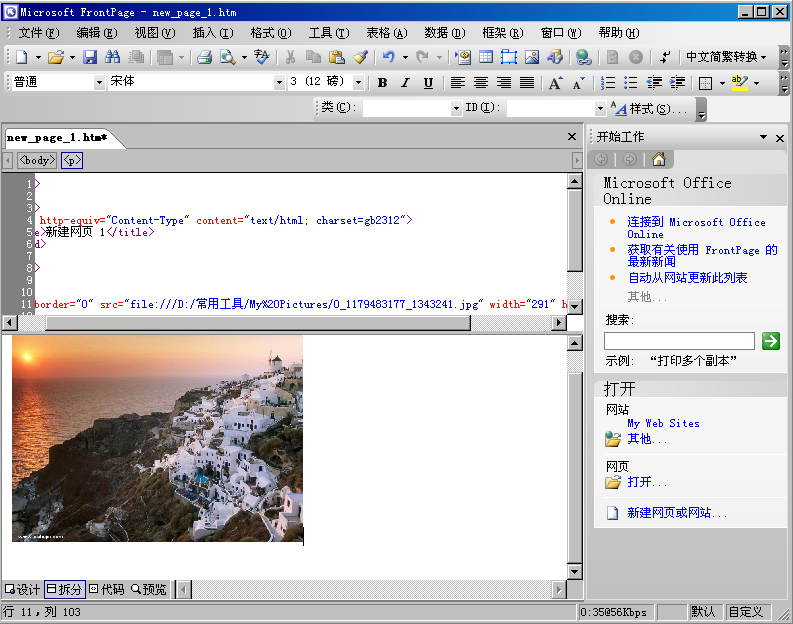 Microsoft FrontPage - new_page_1.htm
文件(F) 编辑(E) 视图(V) 插入(I) 格式(O) 工具(T) 表格(A) 数据(D) 框架(R) 窗口(W) 帮助(H)
中文简繁转换
普通 宋体 3 (12 磅) B I U A A ab
类(C): ID(I): A 样式(S)...
new_page_1.htm*
<body> <p>
1 >
2
3 >
4 http-equiv="Content-Type" content="text/html; charset=gb2312">
5 e>新建网页 1</title>
6 d>
7
8 >
9
10
11 border="0" src="file:///D:/常用工具/My%20Pictures/0_1179483177_1343241.jpg" width="291" h
设计 拆分 代码 预览
行 11，列 103
0:35@56Kbps 默认 自定义
开始工作
Microsoft Office
Online
连接到 Microsoft Office
Online
获取有关使用 FrontPage 的
最新新闻
自动从网站更新此列表
其他...
搜索:
示例: “打印多个副本”
打开
网站
My Web Sites
其他...
网页
打开...
新建网页或网站...